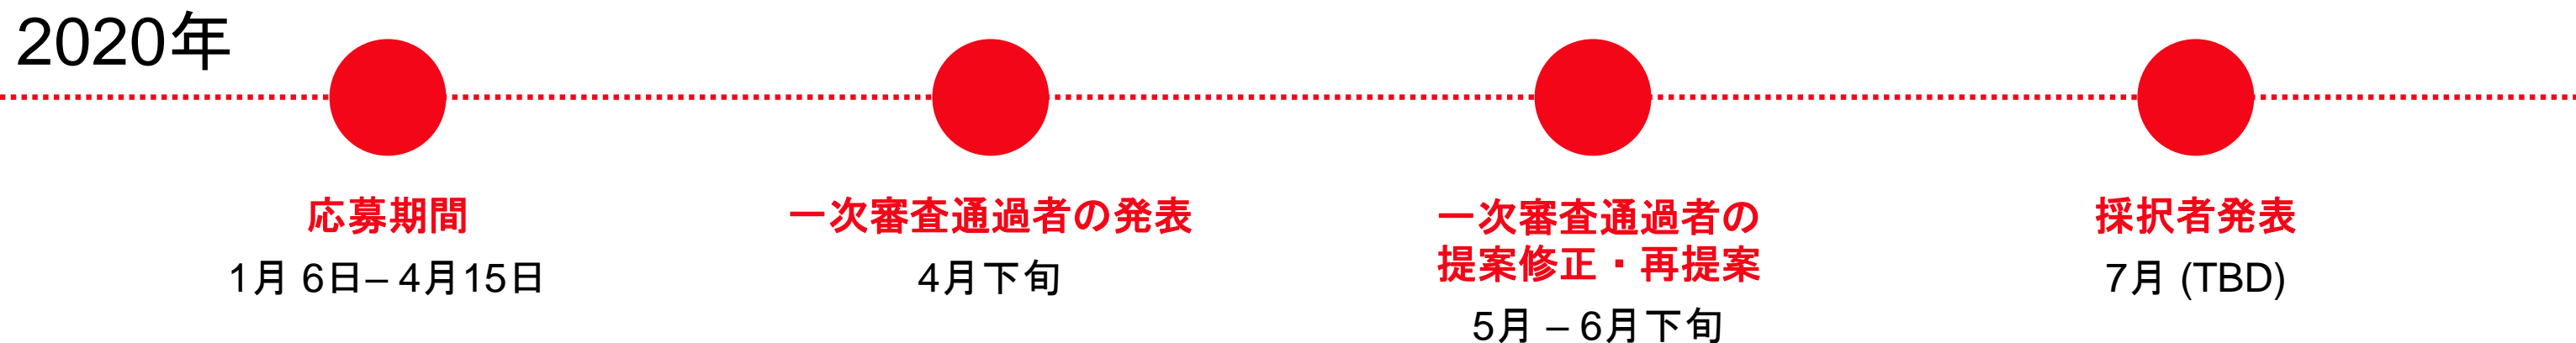 2020年
応募期間
1月 6日– 4月15日
一次審査通過者の発表
4月下旬
一次審査通過者の
提案修正・再提案
5月 – 6月下旬
採択者発表
7月 (TBD)